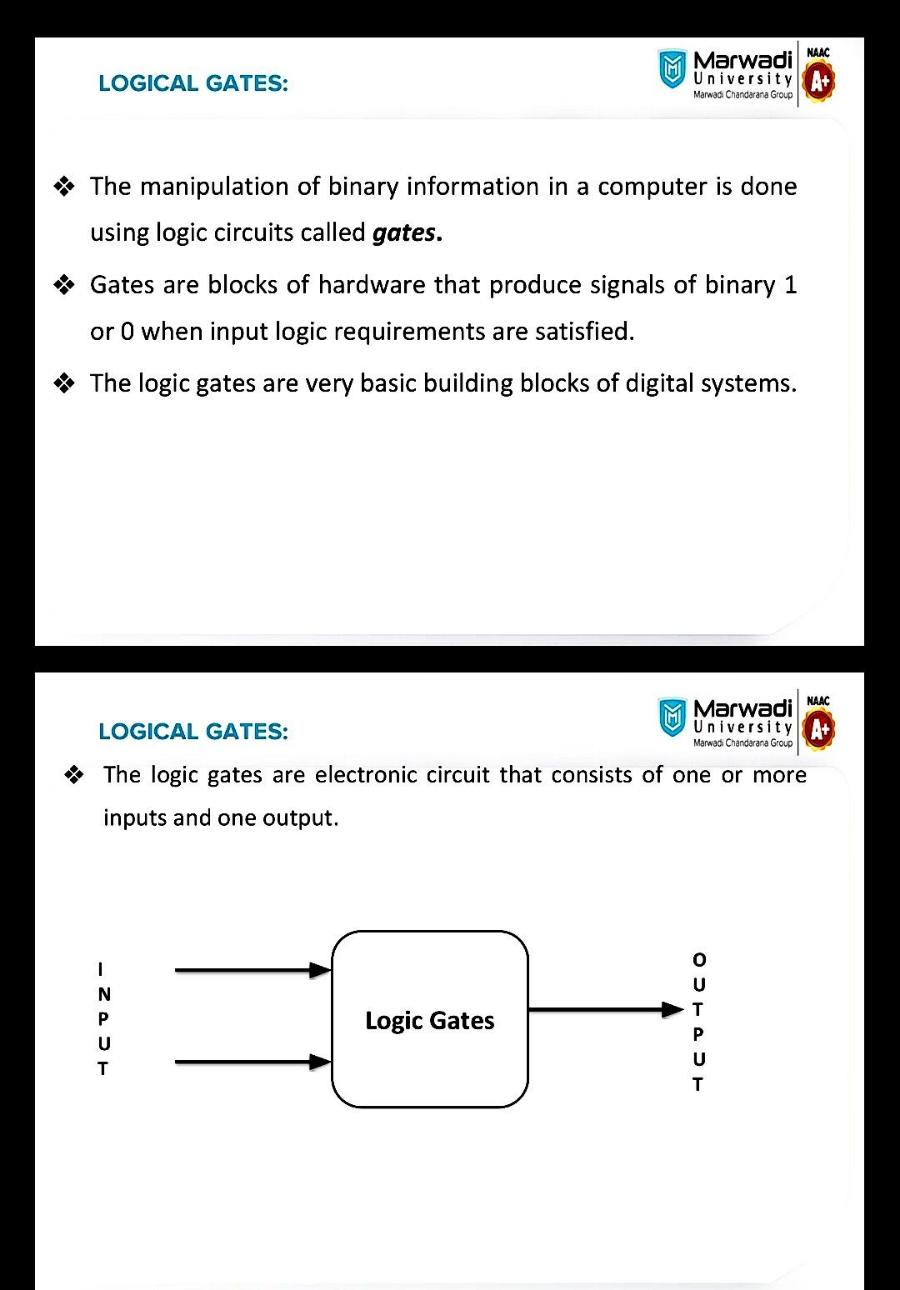 LOGICAL GATES:
Marwadi
University
Marwadi Chandarana Group
NAAC
A+
❖ The manipulation of binary information in a computer is done
using logic circuits called gates.
❖ Gates are blocks of hardware that produce signals of binary 1
or 0 when input logic requirements are satisfied.
❖ The logic gates are very basic building blocks of digital systems.
LOGICAL GATES:
Marwadi
University
Marwadi Chandarana Group
NAAC
A+
❖ The logic gates are electronic circuit that consists of one or more
inputs and one output.
INPUT
Logic Gates
OUTPUT